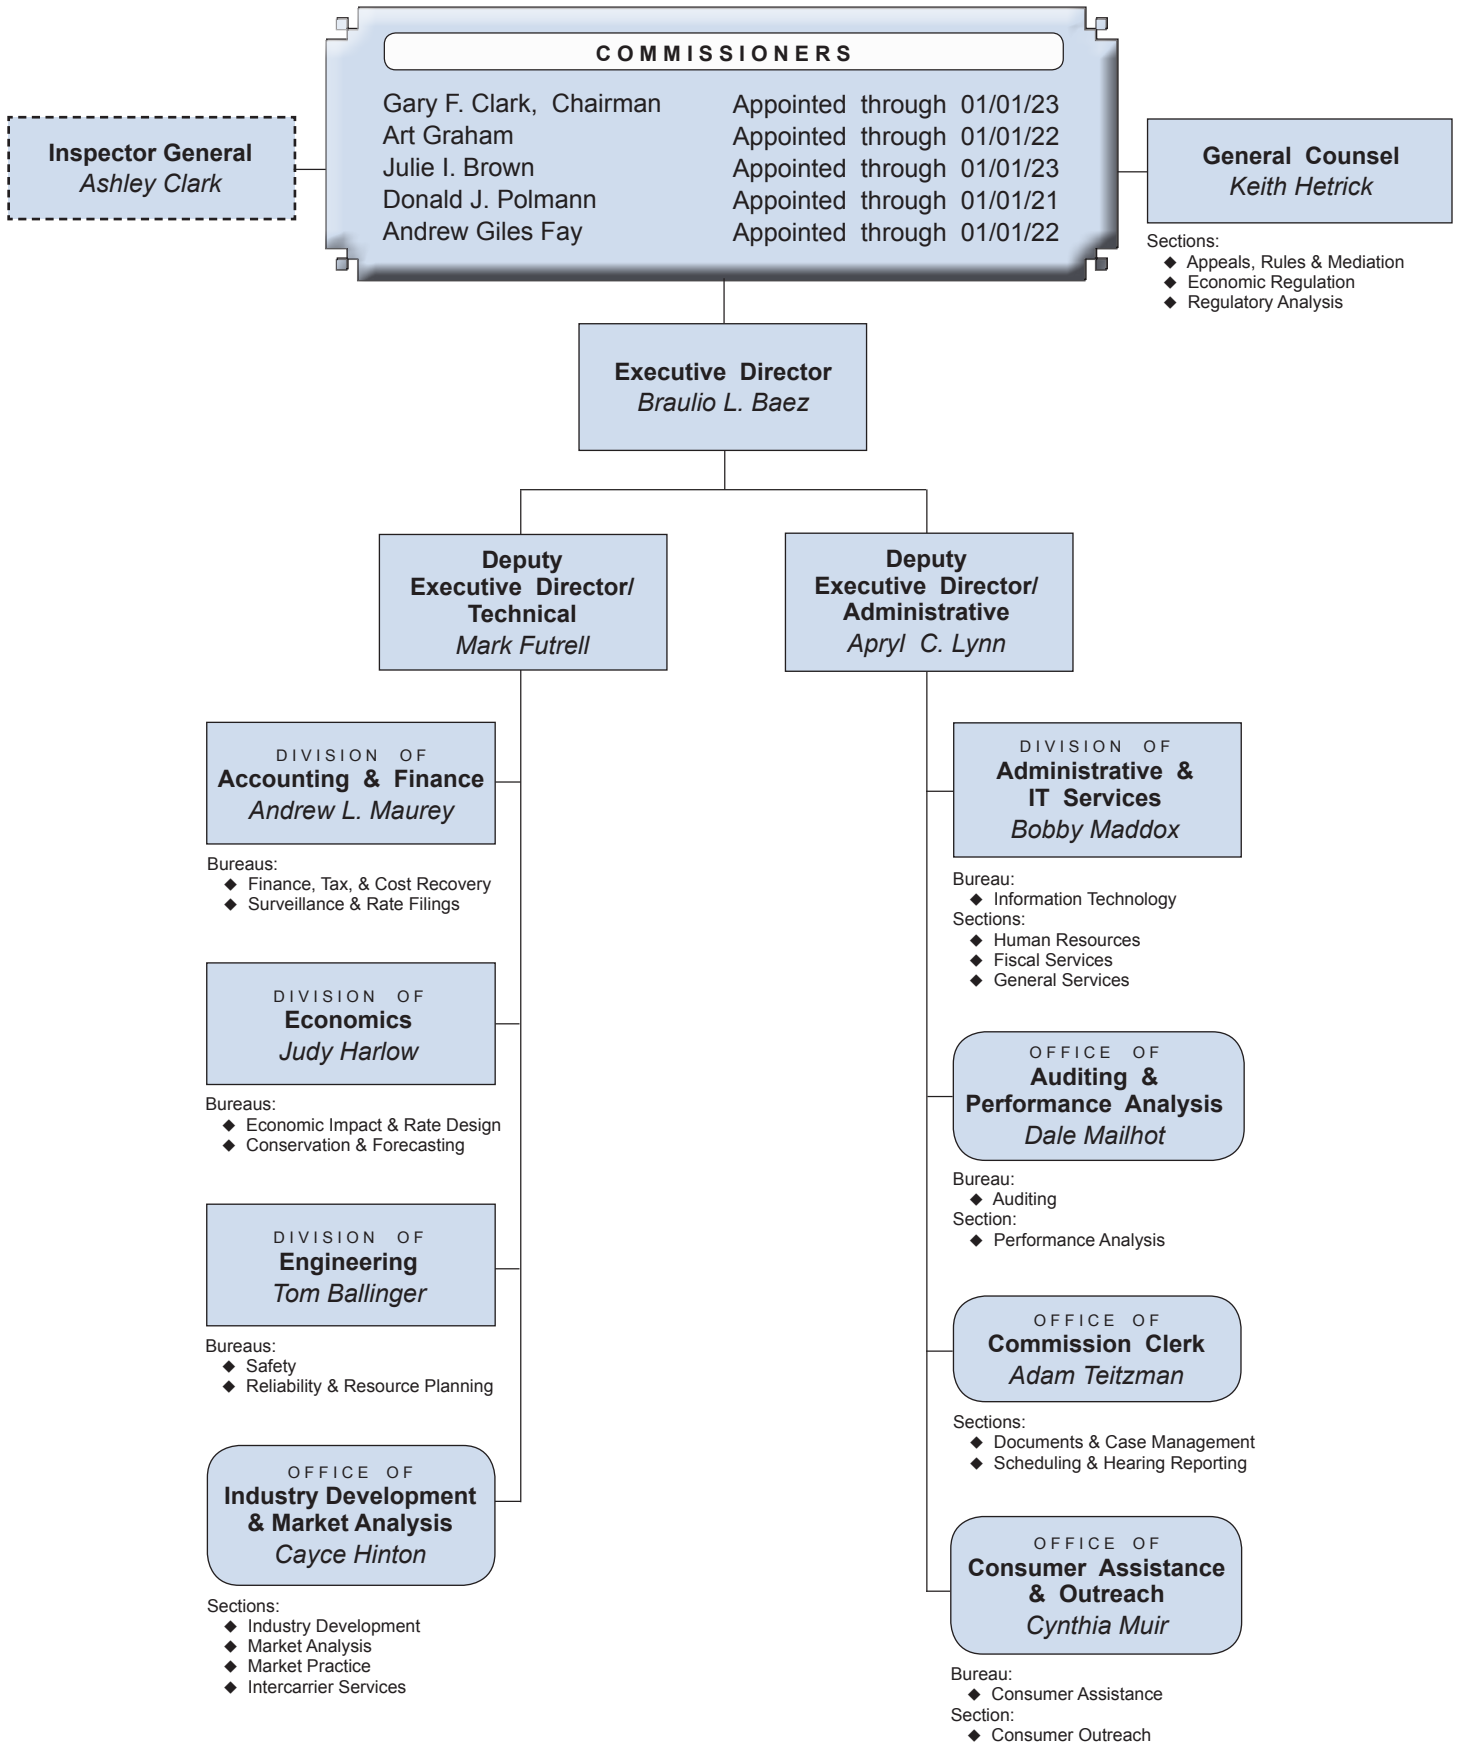 COMMISSIONERS
Gary F. Clark, Chairman Appointed through 01/01/23
Art Graham Appointed through 01/01/22
Julie I. Brown Appointed through 01/01/23
Donald J. Polmann Appointed through 01/01/21
Andrew Giles Fay Appointed through 01/01/22
Inspector General
Ashley Clark
General Counsel
Keith Hetrick
Sections:
◆ Appeals, Rules & Mediation
◆ Economic Regulation
◆ Regulatory Analysis
Executive Director
Braulio L. Baez
Deputy
Executive Director/
Technical
Mark Futrell
Deputy
Executive Director/
Administrative
Apryl C. Lynn
DIVISION OF
Accounting & Finance
Andrew L. Maurey
Bureaus:
◆ Finance, Tax, & Cost Recovery
◆ Surveillance & Rate Filings
DIVISION OF
Economics
Judy Harlow
Bureaus:
◆ Economic Impact & Rate Design
◆ Conservation & Forecasting
DIVISION OF
Engineering
Tom Ballinger
Bureaus:
◆ Safety
◆ Reliability & Resource Planning
OFFICE OF
Industry Development
& Market Analysis
Cayce Hinton
Sections:
◆ Industry Development
◆ Market Analysis
◆ Market Practice
◆ Intercarrier Services
DIVISION OF
Administrative &
IT Services
Bobby Maddox
Bureau:
◆ Information Technology
Sections:
◆ Human Resources
◆ Fiscal Services
◆ General Services
OFFICE OF
Auditing &
Performance Analysis
Dale Mailhot
Bureau:
◆ Auditing
Section:
◆ Performance Analysis
OFFICE OF
Commission Clerk
Adam Teitzman
Sections:
◆ Documents & Case Management
◆ Scheduling & Hearing Reporting
OFFICE OF
Consumer Assistance
& Outreach
Cynthia Muir
Bureau:
◆ Consumer Assistance
Section:
◆ Consumer Outreach